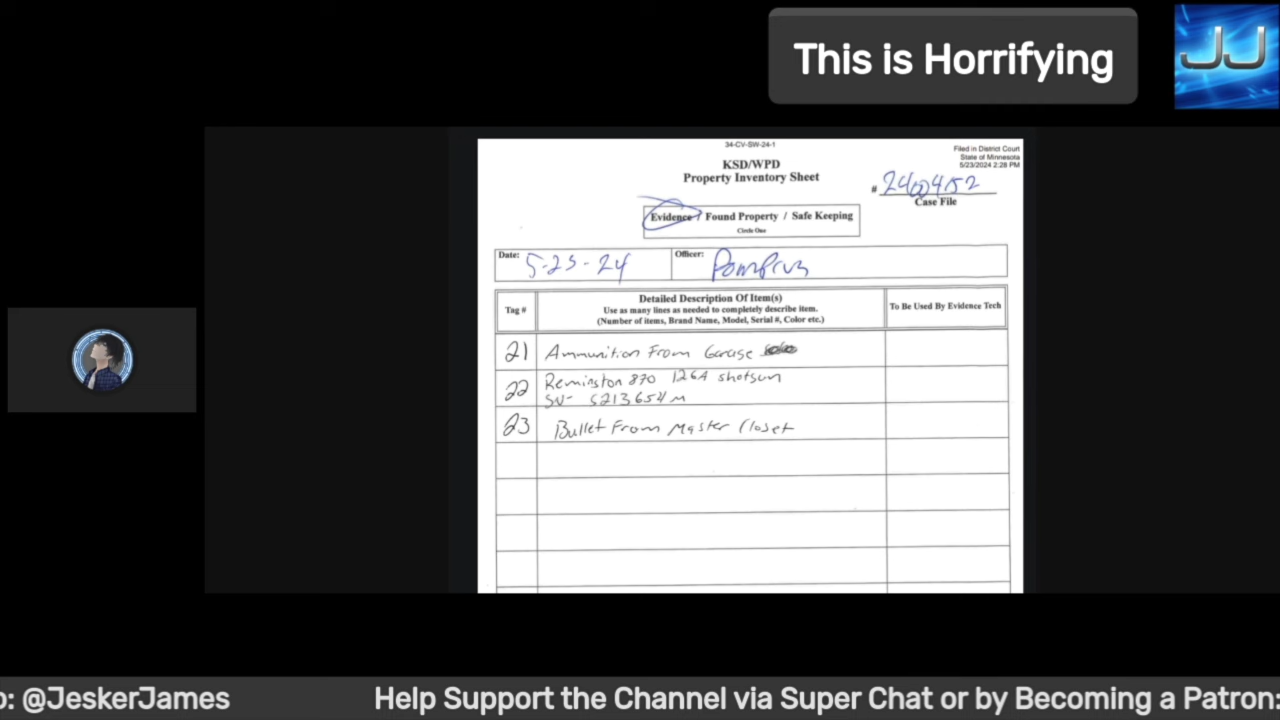 This is Horrifying
JJ
34-CV-SW-24-1
Filed in District Court
State of Minnesota
5/23/2024 2:28 PM
KSD/WPD
Property Inventory Sheet
# 24004152
Case File
Evidence / Found Property / Safe Keeping
Circle One
Date: 5-23-24 Officer:
Tag # Detailed Description Of Item(s) To Be Used By Evidence Tech
Use as many lines as needed to completely describe item.
(Number of items, Brand Name, Model, Serial #, Color etc.)
21 Ammunition From Garage
22 Remington 870 12GA shotgun
SN- S213654M
23 Bullet From Master Closet
o: @JeskerJames Help Support the Channel via Super Chat or by Becoming a Patron: